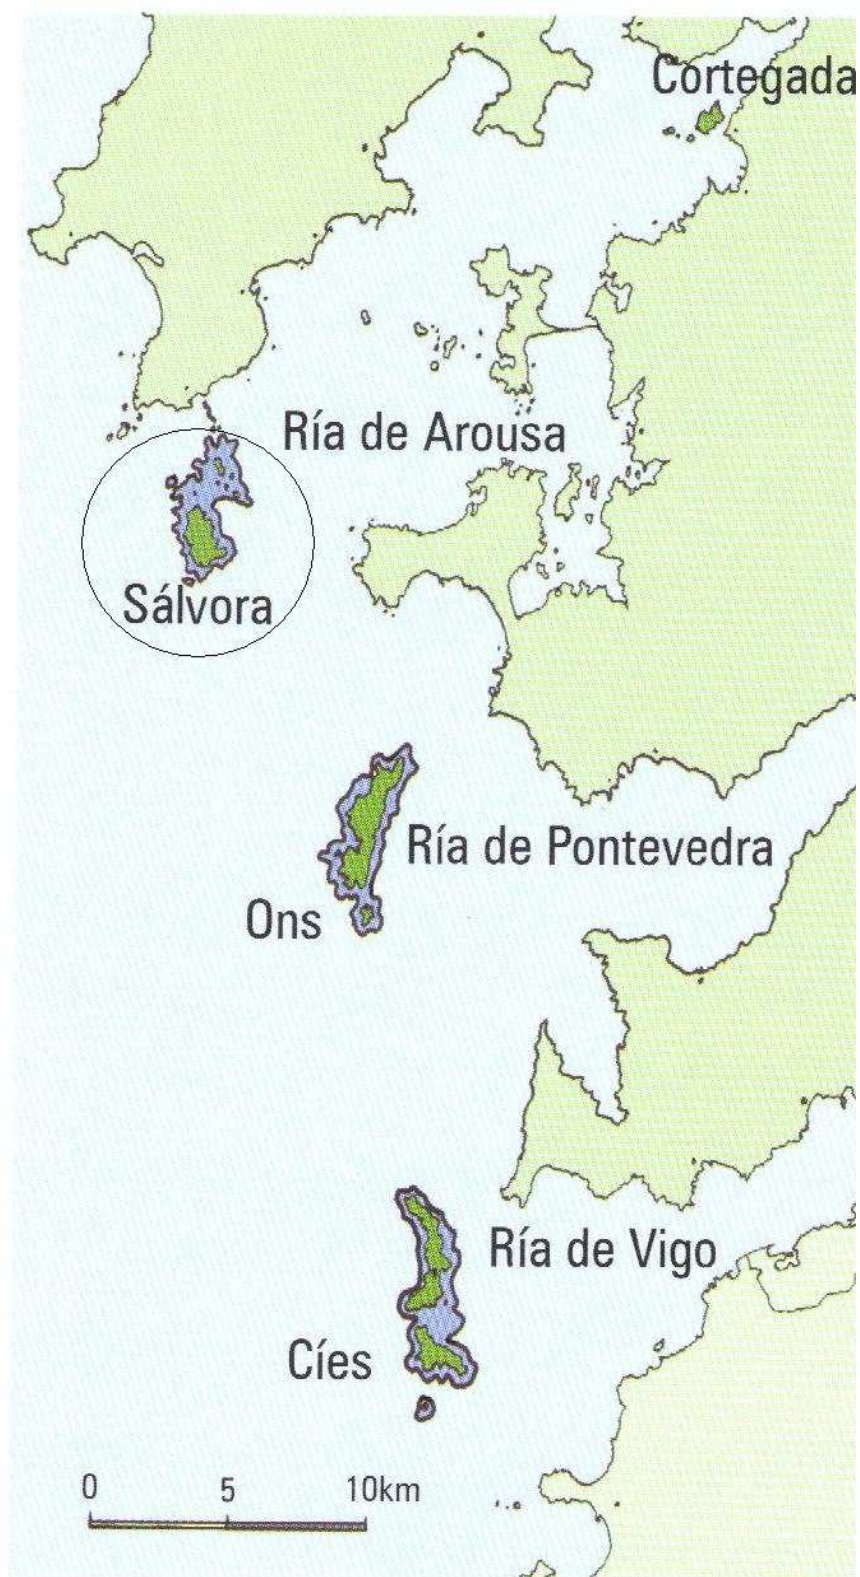 Cortegada
Ría de Arousa
Sálvora
Ría de Pontevedra
Ons
Ría de Vigo
Cíes
0 5 10km